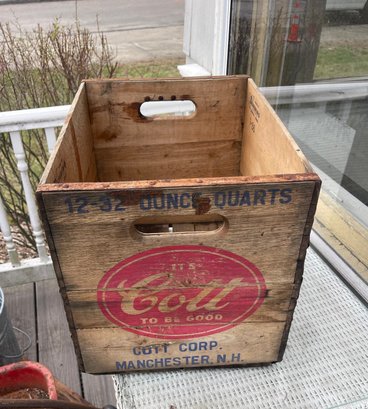 12-32 OUNCE QUARTS
IT'S
Cott
TO BE GOOD
COTT CORP.
MANCHESTER, N.H.